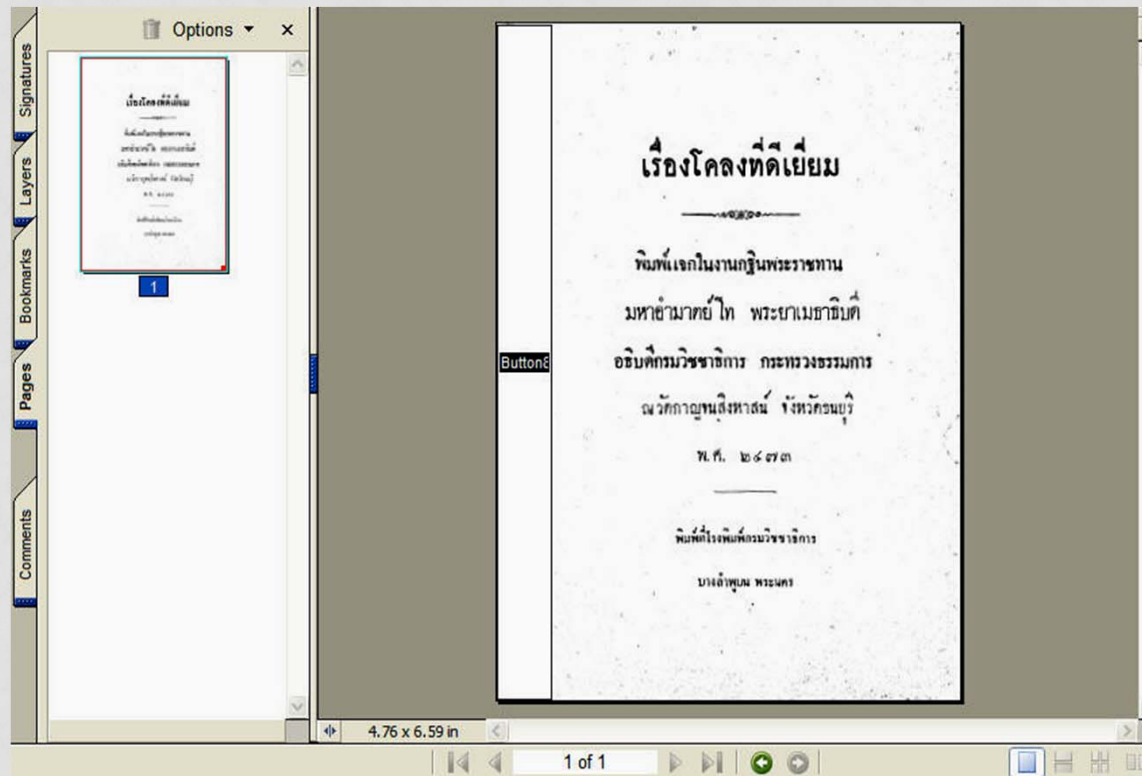 Options
Signatures
Layers
Bookmarks
Pages
Comments
1
Button8
เรื่องโคลงที่ดีเยี่ยม
พิมพ์แจกในงานกฐินพระราชทาน
มหาอำมาตย์โท พระยาเมธาธิบดี
อธิบดีกรมวิชชาธิการ กระทรวงธรรมการ
ณวัดกาญจนสิงหาสน์ จังหวัดธนบุรี
พ.ศ. ๒๔๗๓
พิมพ์ที่โรงพิมพ์กรมวิชชาธิการ
บางลำพูบน พระนคร
4.76 x 6.59 in
1 of 1